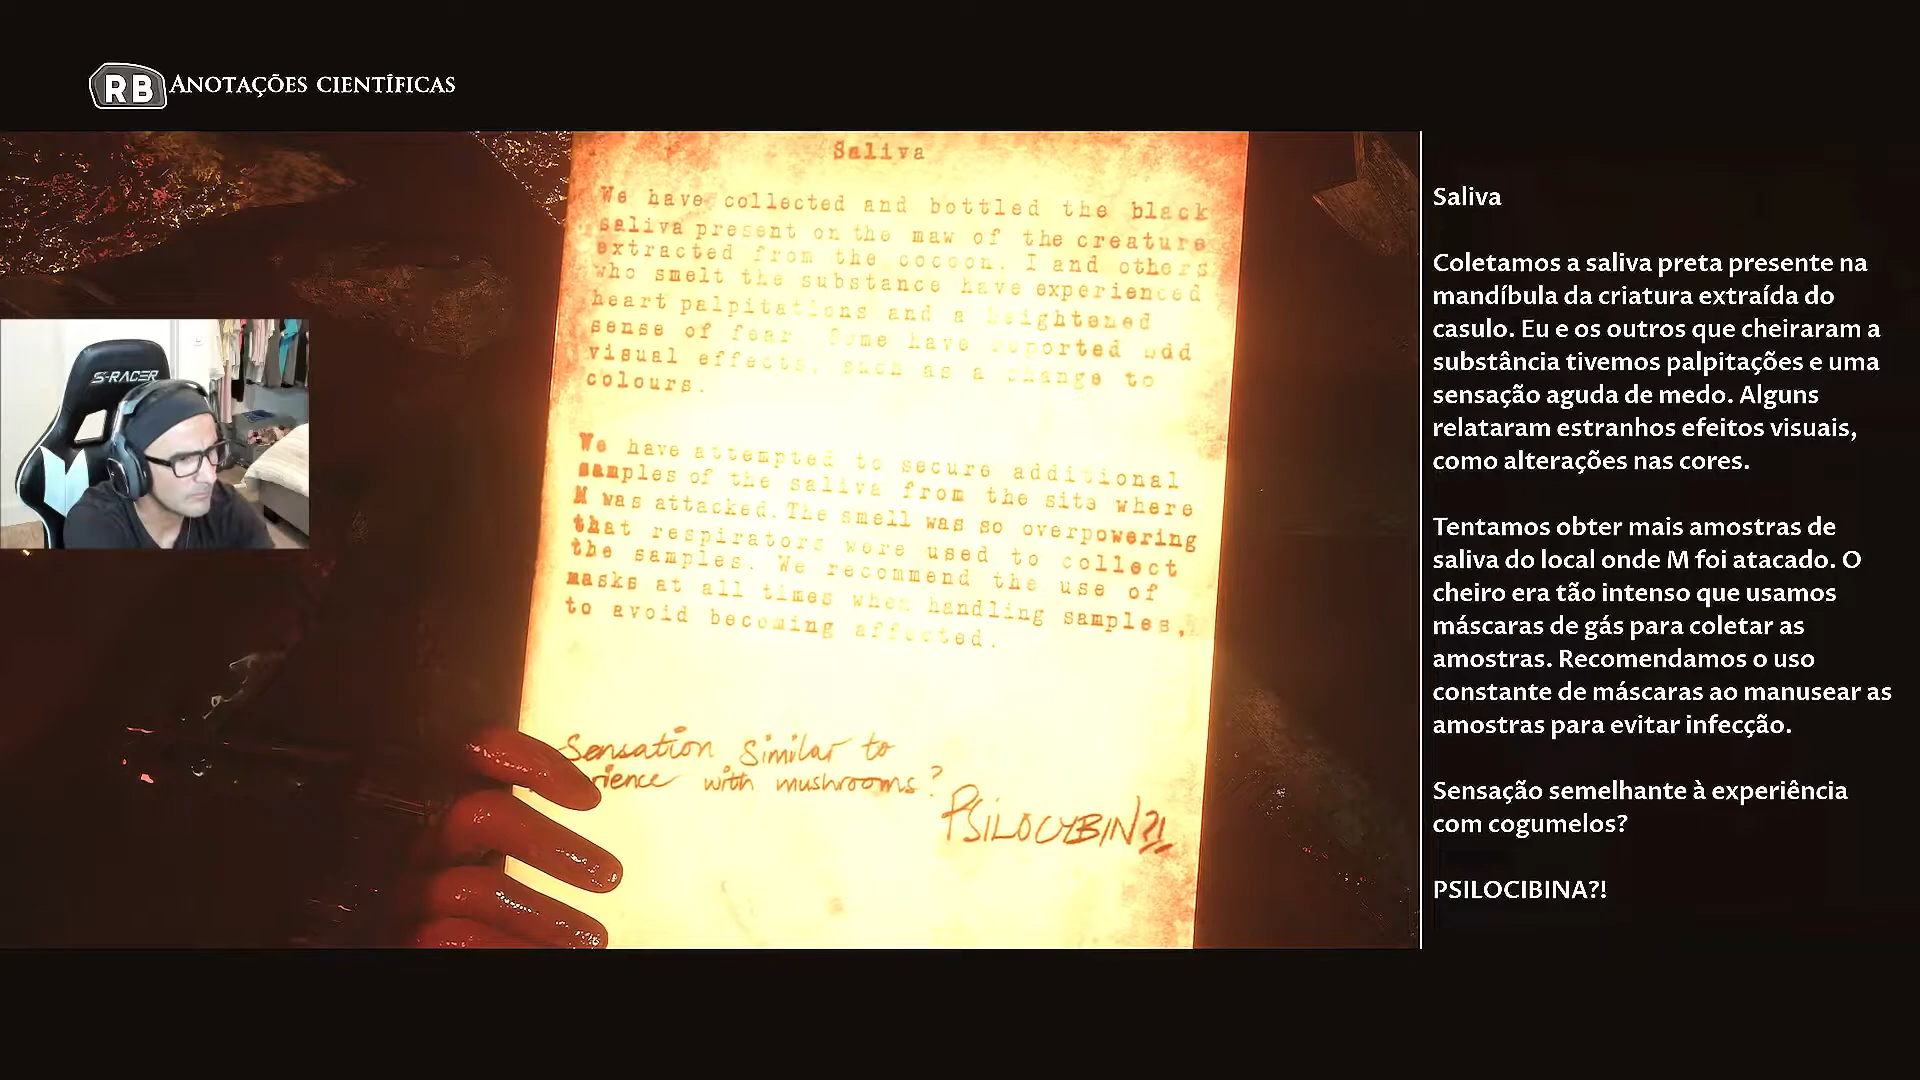 RB ANOTAÇÕES CIENTÍFICAS
S-RACER
Saliva
We have collected and bottled the black
saliva present on the maw of the creature
extracted from the cocoon. I and others
who smelt the substance have experienced
heart palpitations and a heightened
sense of fear. Some have reported odd
visual effects, such as a change to
colours.
We have attempted to secure additional
samples of the saliva from the site where
M was attacked. The smell was so overpowering
that respirators were used to collect
the samples. We recommend the use of
masks at all times when handling samples,
to avoid becoming affected.
Sensation Similar to
rience with mushrooms?
PSILOCYBIN?!
Saliva
Coletamos a saliva preta presente na
mandíbula da criatura extraída do
casulo. Eu e os outros que cheiraram a
substância tivemos palpitações e uma
sensação aguda de medo. Alguns
relataram estranhos efeitos visuais,
como alterações nas cores.
Tentamos obter mais amostras de
saliva do local onde M foi atacado. O
cheiro era tão intenso que usamos
máscaras de gás para coletar as
amostras. Recomendamos o uso
constante de máscaras ao manusear as
amostras para evitar infecção.
Sensação semelhante à experiência
com cogumelos?
PSILOCIBINA?!